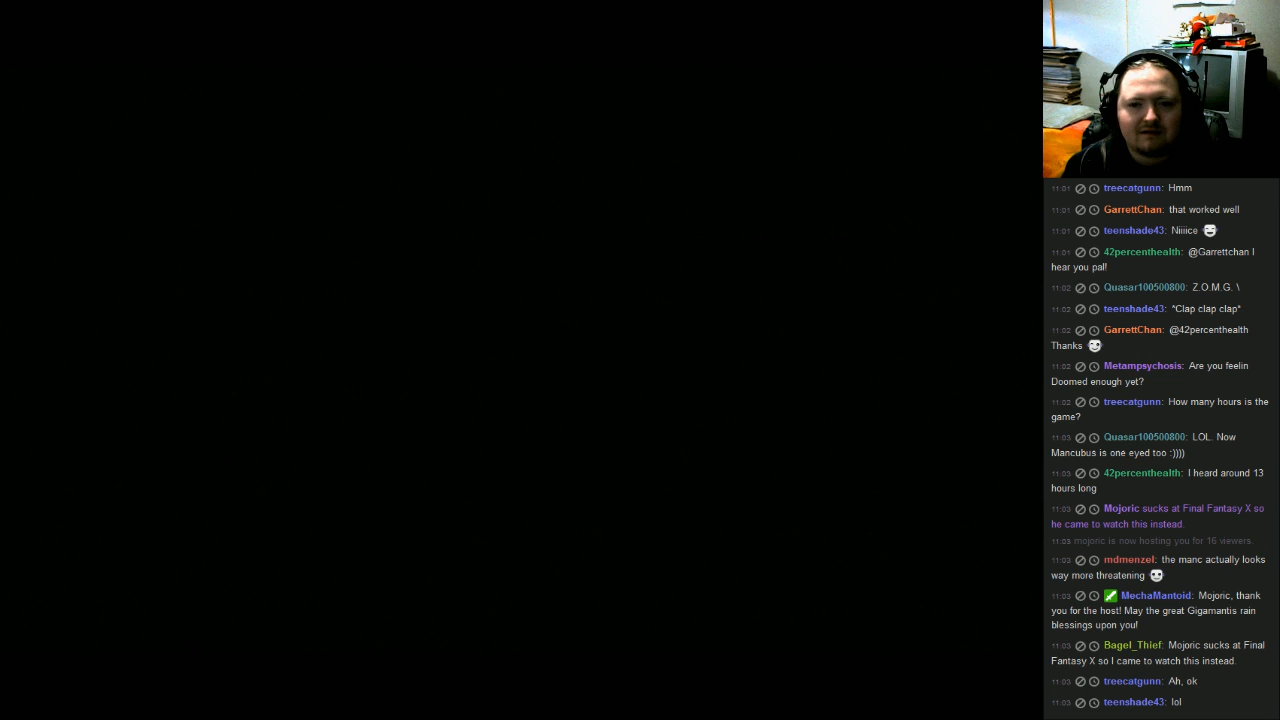 11:01 treecatgunn: Hmm
11:01 GarrettChan: that worked well
11:01 teenshade43: Niiiice
11:01 42percenthealth: @Garrettchan I
hear you pal!
11:02 Quasar100500800: Z.O.M.G. \
11:02 teenshade43: *Clap clap clap*
11:02 GarrettChan: @42percenthealth
Thanks
11:02 Metampsychosis: Are you feelin
Doomed enough yet?
11:02 treecatgunn: How many hours is the
game?
11:03 Quasar100500800: LOL. Now
Mancubus is one eyed too :))))
11:03 42percenthealth: I heard around 13
hours long
11:03 Mojoric sucks at Final Fantasy X so
he came to watch this instead.
11:03 mojoric is now hosting you for 16 viewers.
11:03 mdmenzel: the manc actually looks
way more threatening
11:03 MechaMantoid: Mojoric, thank
you for the host! May the great Gigamantis rain
blessings upon you!
11:03 Bagel_Thief: Mojoric sucks at Final
Fantasy X so I came to watch this instead.
11:03 treecatgunn: Ah, ok
11:03 teenshade43: lol